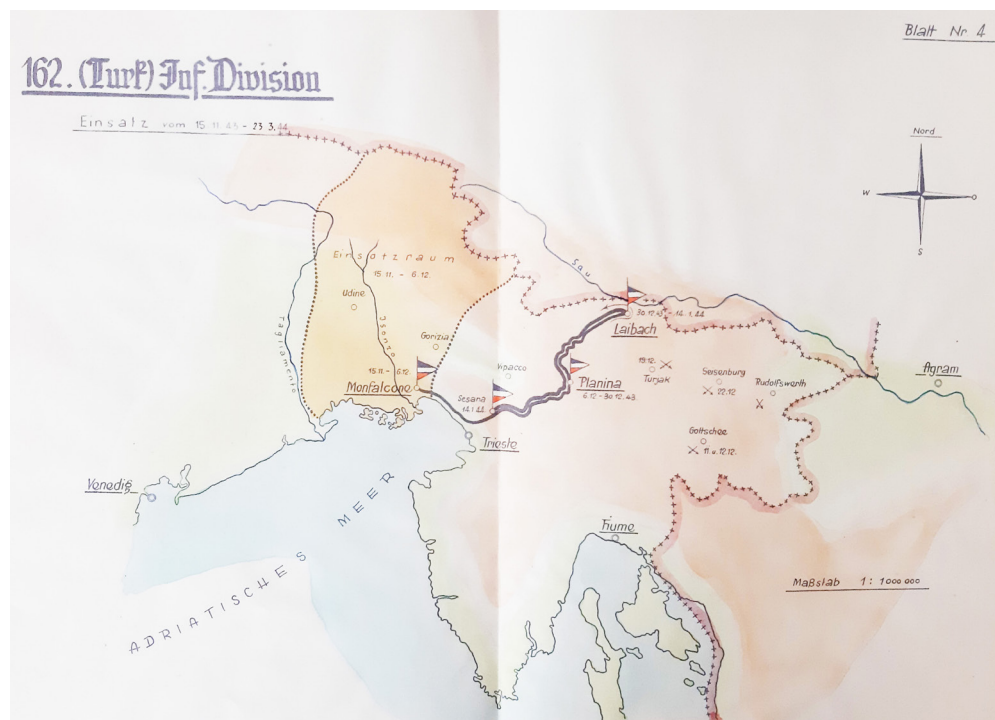 Blatt Nr 4
162. (Turk) Inf. Division
Einsatz vom 15.11.43 - 23.3.44
Nord
W
S
Sau
Einsatzraum
15.11. - 6.12.
Udine
Isonzo
Tagliamento
Gorizia
30.12.43 - 14.1.44
Laibach
15.11. - 6.12.
Monfalcone
Vipacco
Sesana
14.1.44
Planina
6.12 - 30.12.43
19.12.
Turjak
Seisenburg
22.12
Rudolfswerth
Agram
Gottschee
11. u. 12.12.
Trieste
Venedig
Fiume
ADRIATISCHES MEER
Maßstab 1: 1000 000